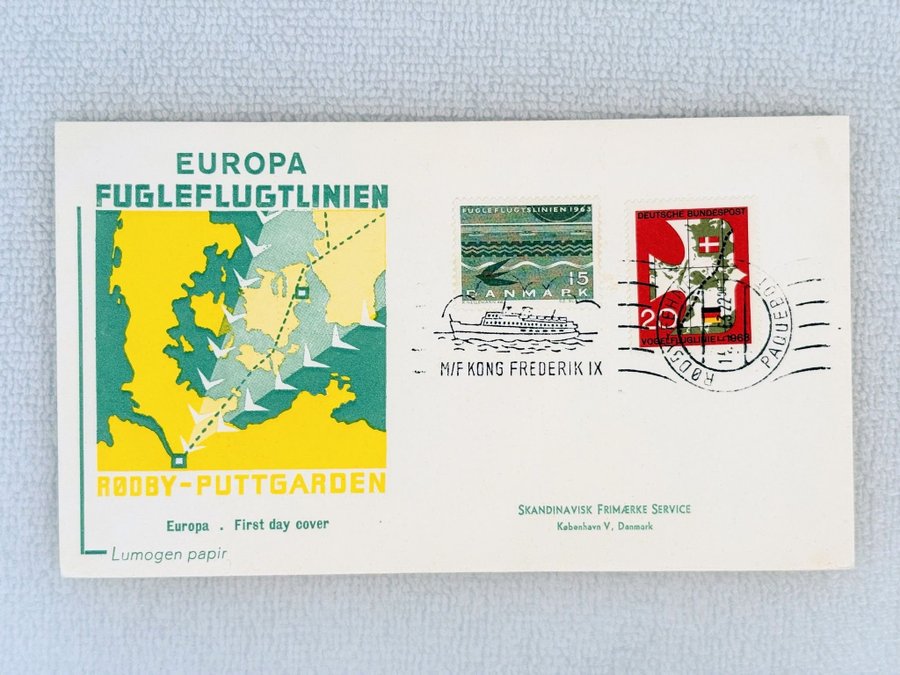 EUROPA
FUGLEFLUGTLINIEN
RØDBY-PUTTGARDEN
Europa . First day cover
Lumogen papir
FUGLEFLUGTSLINIEN 1963
15
DANMARK
DEUTSCHE BUNDESPOST
20
VOGELFLUGLINIE 1963
M/F KONG FREDERIK IX
PAQUEBOT
SKANDINAVISK FRIMÆRKE SERVICE
København V, Danmark